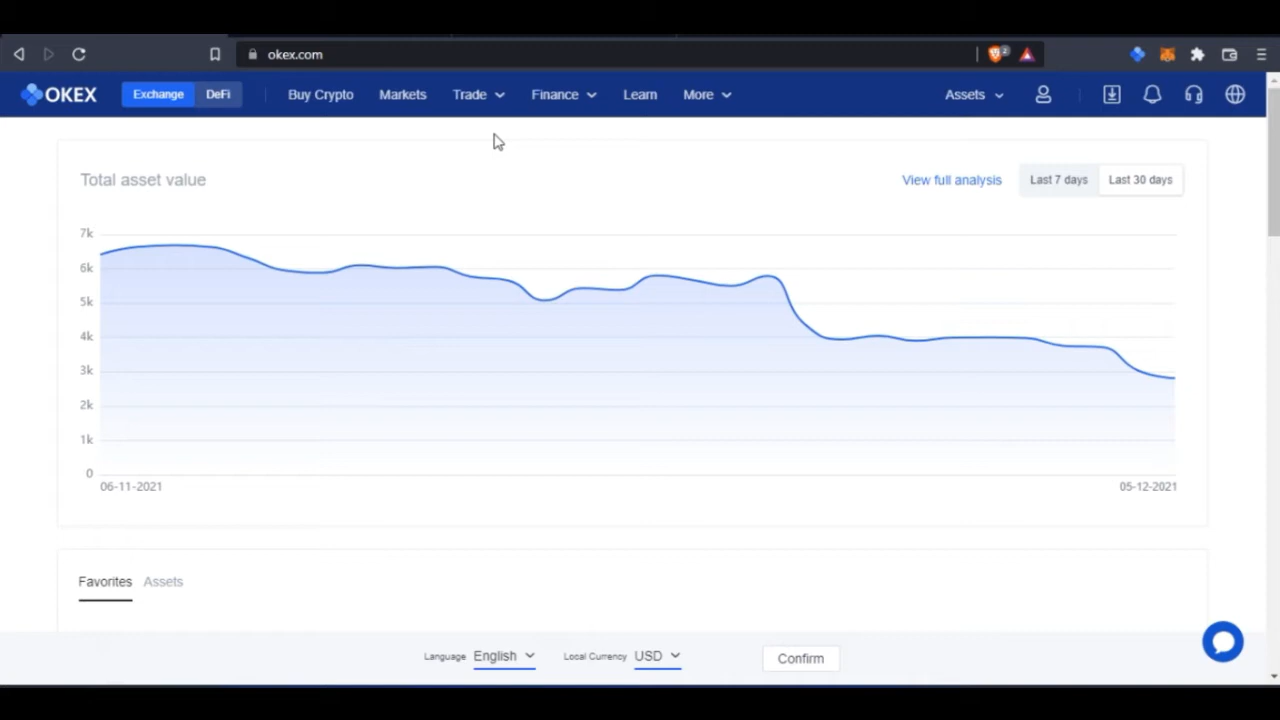 okex.com
2
OKEX Exchange DeFi Buy Crypto Markets Trade Finance Learn More Assets
Total asset value View full analysis Last 7 days Last 30 days
7k
6k
5k
4k
3k
2k
1k
0
06-11-2021 05-12-2021
Favorites Assets
Language English Local Currency USD Confirm